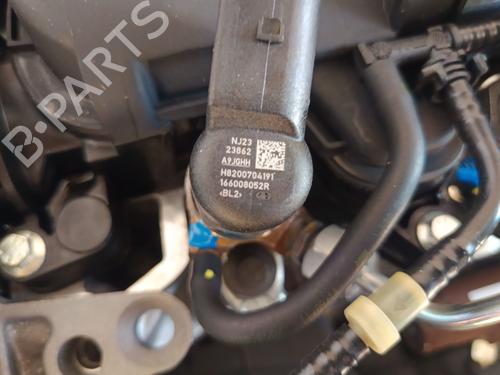 NJ23
23862
A9JGHH
H8200704191
166008052R
<BL2>
B-PARTS